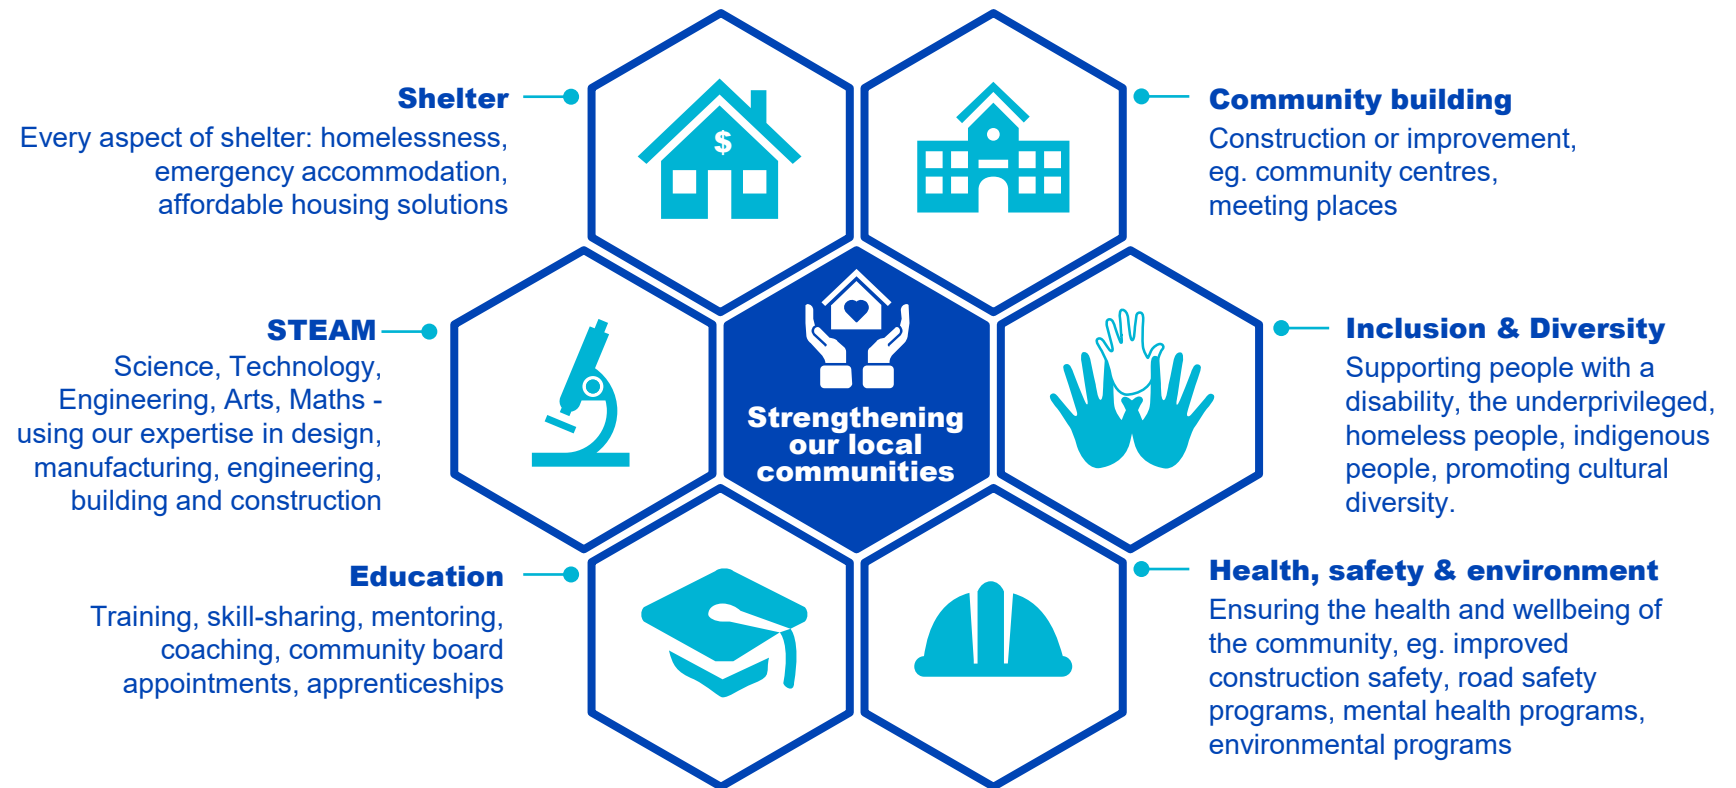 Shelter
Every aspect of shelter: homelessness,
emergency accommodation,
affordable housing solutions
$
Community building
Construction or improvement,
eg. community centres,
meeting places
STEAM
Science, Technology,
Engineering, Arts, Maths -
using our expertise in design,
manufacturing, engineering,
building and construction
Strengthening
our local
communities
Inclusion & Diversity
Supporting people with a
disability, the underprivileged,
homeless people, indigenous
people, promoting cultural
diversity.
Education
Training, skill-sharing, mentoring,
coaching, community board
appointments, apprenticeships
Health, safety & environment
Ensuring the health and wellbeing of
the community, eg. improved
construction safety, road safety
programs, mental health programs,
environmental programs